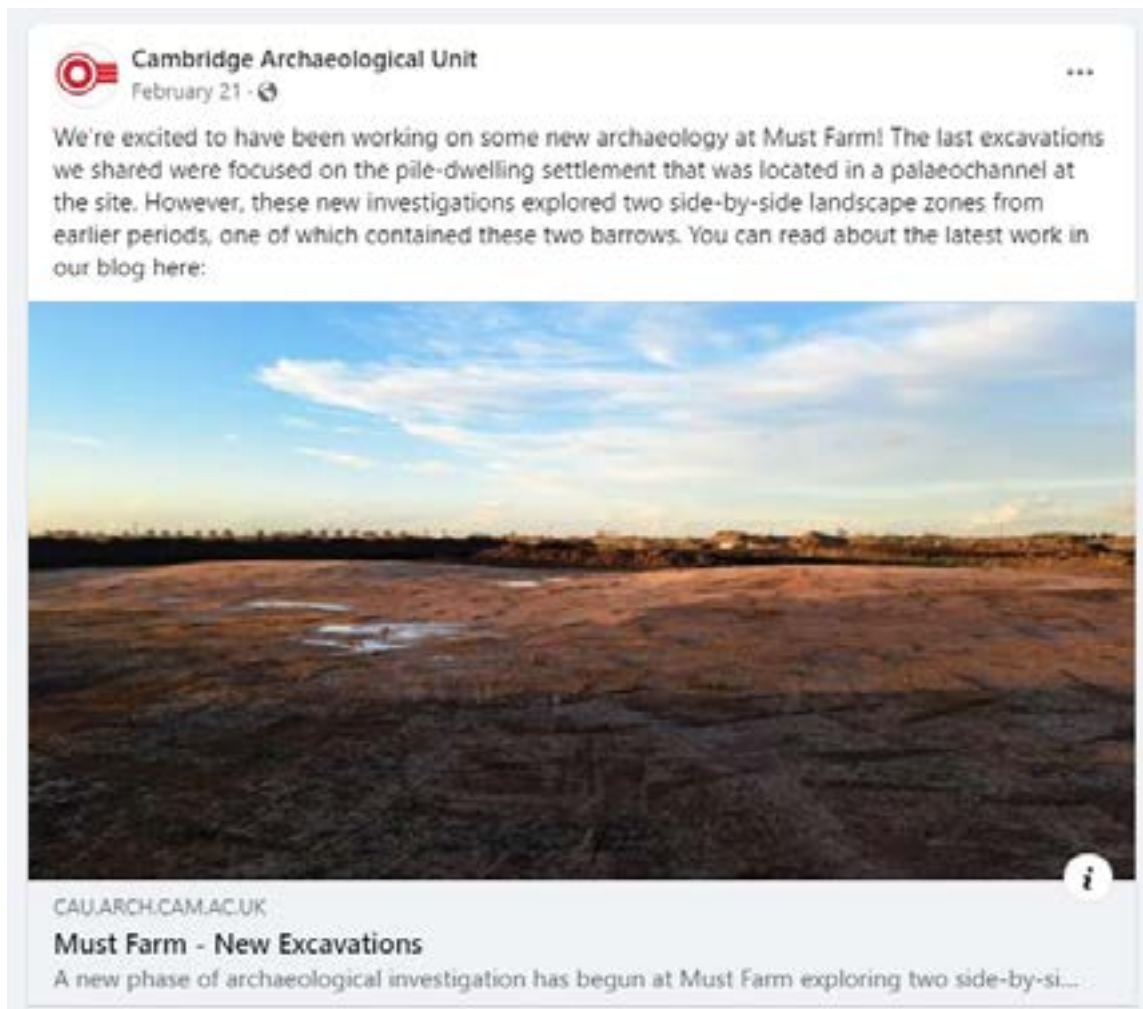 Cambridge Archaeological Unit
February 21 ·
We're excited to have been working on some new archaeology at Must Farm! The last excavations
we shared were focused on the pile-dwelling settlement that was located in a palaeochannel at
the site. However, these new investigations explored two side-by-side landscape zones from
earlier periods, one of which contained these two barrows. You can read about the latest work in
our blog here:
CAU.ARCH.CAM.AC.UK
Must Farm - New Excavations
A new phase of archaeological investigation has begun at Must Farm exploring two side-by-si...